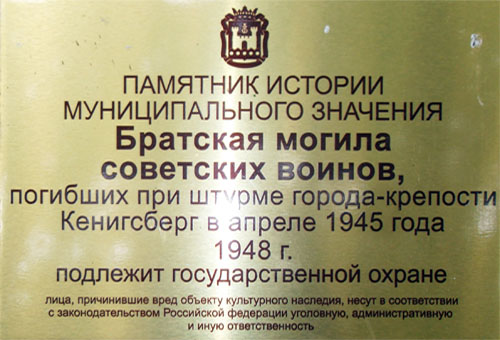 ПАМЯТНИК ИСТОРИИ
МУНИЦИПАЛЬНОГО ЗНАЧЕНИЯ
Братская могила
советских воинов,
погибших при штурме города-крепости
Кенигсберг в апреле 1945 года
1948 г.
подлежит государственной охране
лица, причинившие вред объекту культурного наследия, несут в соответствии
с законодательством Российской федерации уголовную, административную
и иную ответственность